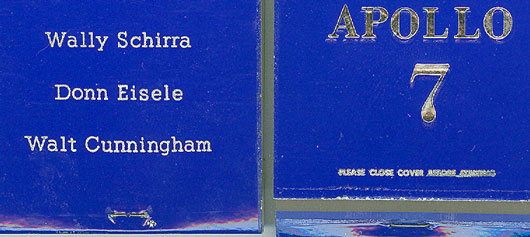 Wally Schirra
Donn Eisele
Walt Cunningham
APOLLO
7
PLEASE CLOSE COVER BEFORE STRIKING